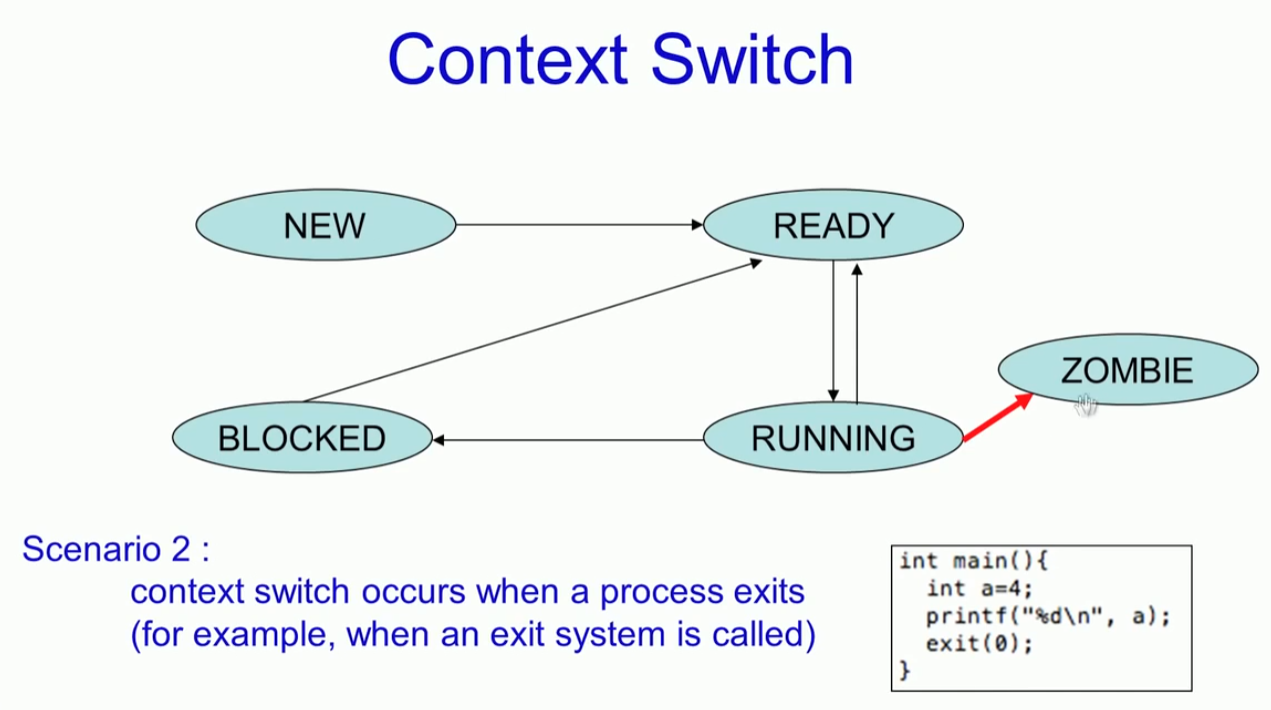 Context Switch
NEW
READY
ZOMBIE
BLOCKED
RUNNING
Scenario 2 :
context switch occurs when a process exits
(for example, when an exit system is called)
int main(){
int a=4;
printf("%d\n", a);
exit(0);
}